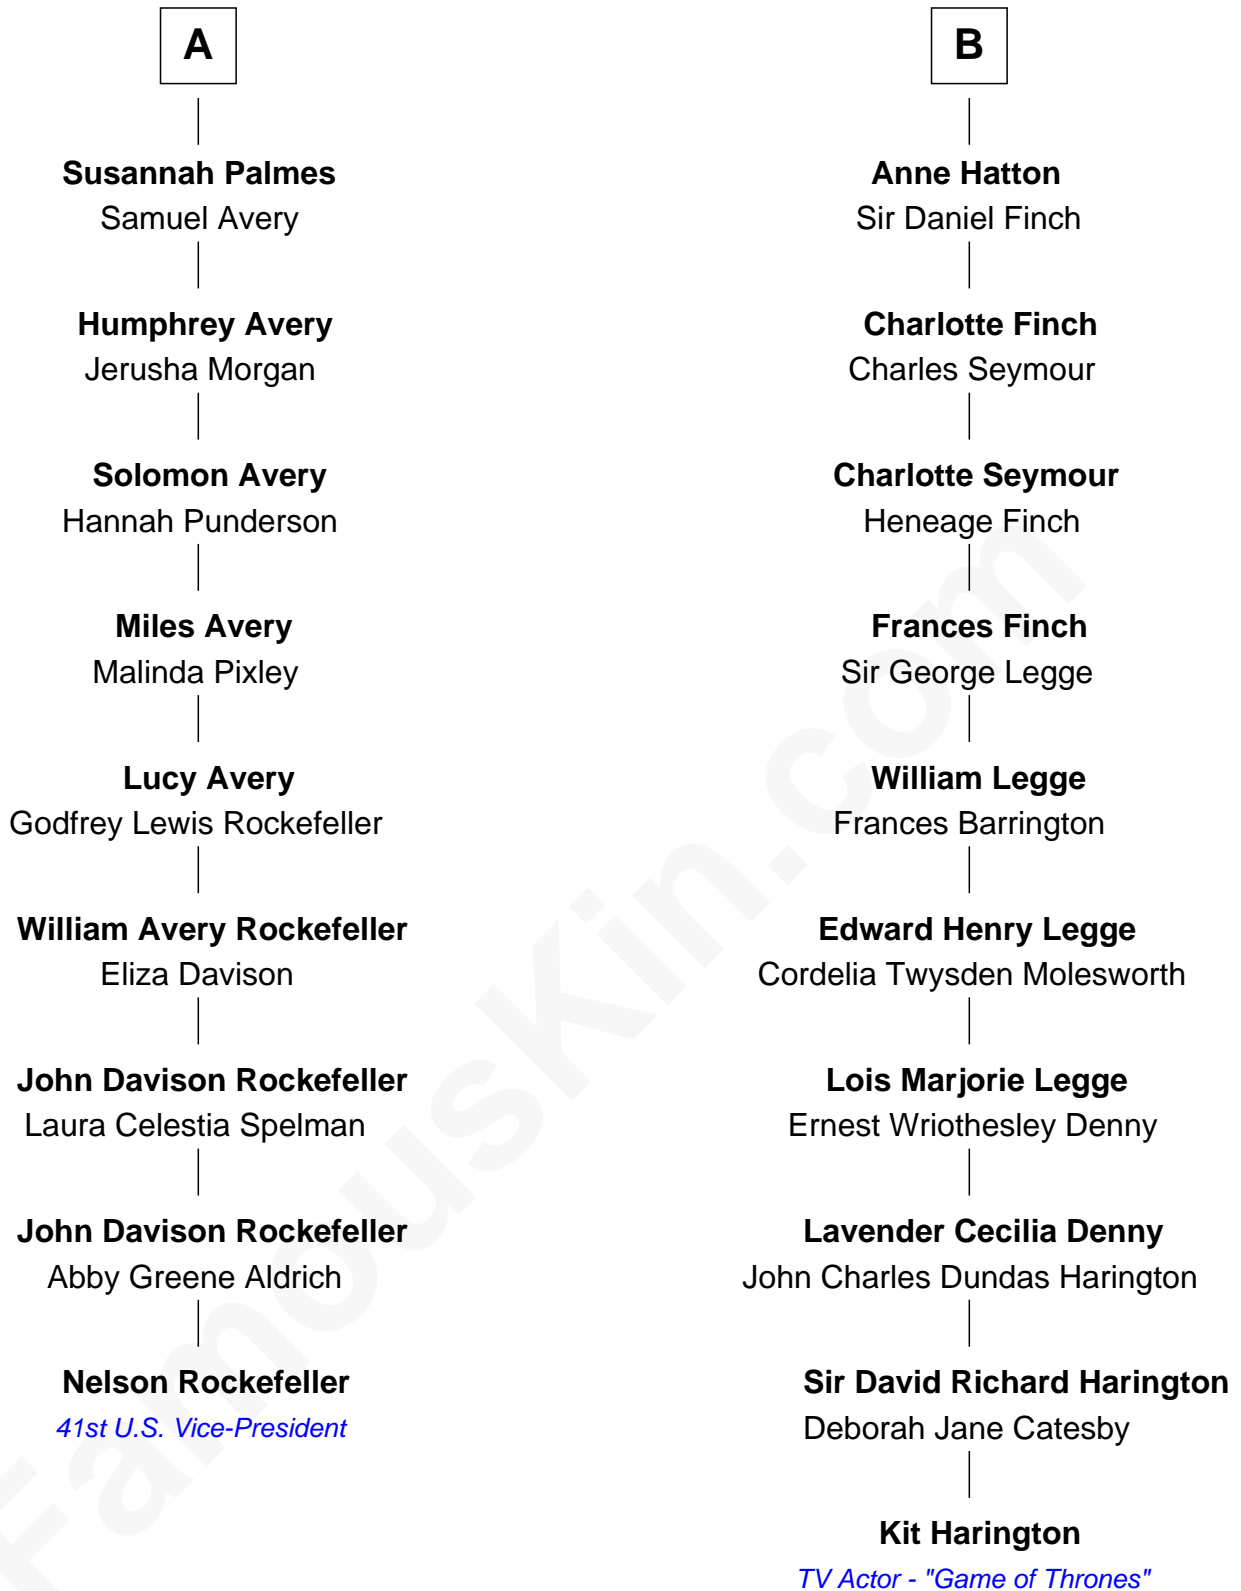 A
Susannah Palmes
Samuel Avery
Humphrey Avery
Jerusha Morgan
Solomon Avery
Hannah Punderson
Miles Avery
Malinda Pixley
Lucy Avery
Godfrey Lewis Rockefeller
William Avery Rockefeller
Eliza Davison
John Davison Rockefeller
Laura Celestia Spelman
John Davison Rockefeller
Abby Greene Aldrich
Nelson Rockefeller
41st U.S. Vice-President
B
Anne Hatton
Sir Daniel Finch
Charlotte Finch
Charles Seymour
Charlotte Seymour
Heneage Finch
Frances Finch
Sir George Legge
William Legge
Frances Barrington
Edward Henry Legge
Cordelia Twysden Molesworth
Lois Marjorie Legge
Ernest Wriothesley Denny
Lavender Cecilia Denny
John Charles Dundas Harington
Sir David Richard Harington
Deborah Jane Catesby
Kit Harington
TV Actor - "Game of Thrones"
FamousKin.com